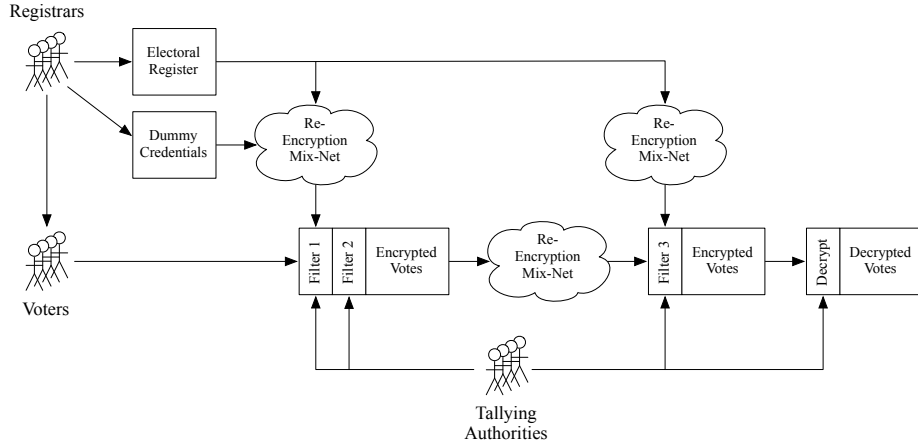 Registrars
Electoral
Register
Dummy
Credentials
Re-
Encryption
Mix-Net
Re-
Encryption
Mix-Net
Voters
Filter 1
Filter 2
Encrypted
Votes
Re-
Encryption
Mix-Net
Filter 3
Encrypted
Votes
Decrypt
Decrypted
Votes
Tallying
Authorities